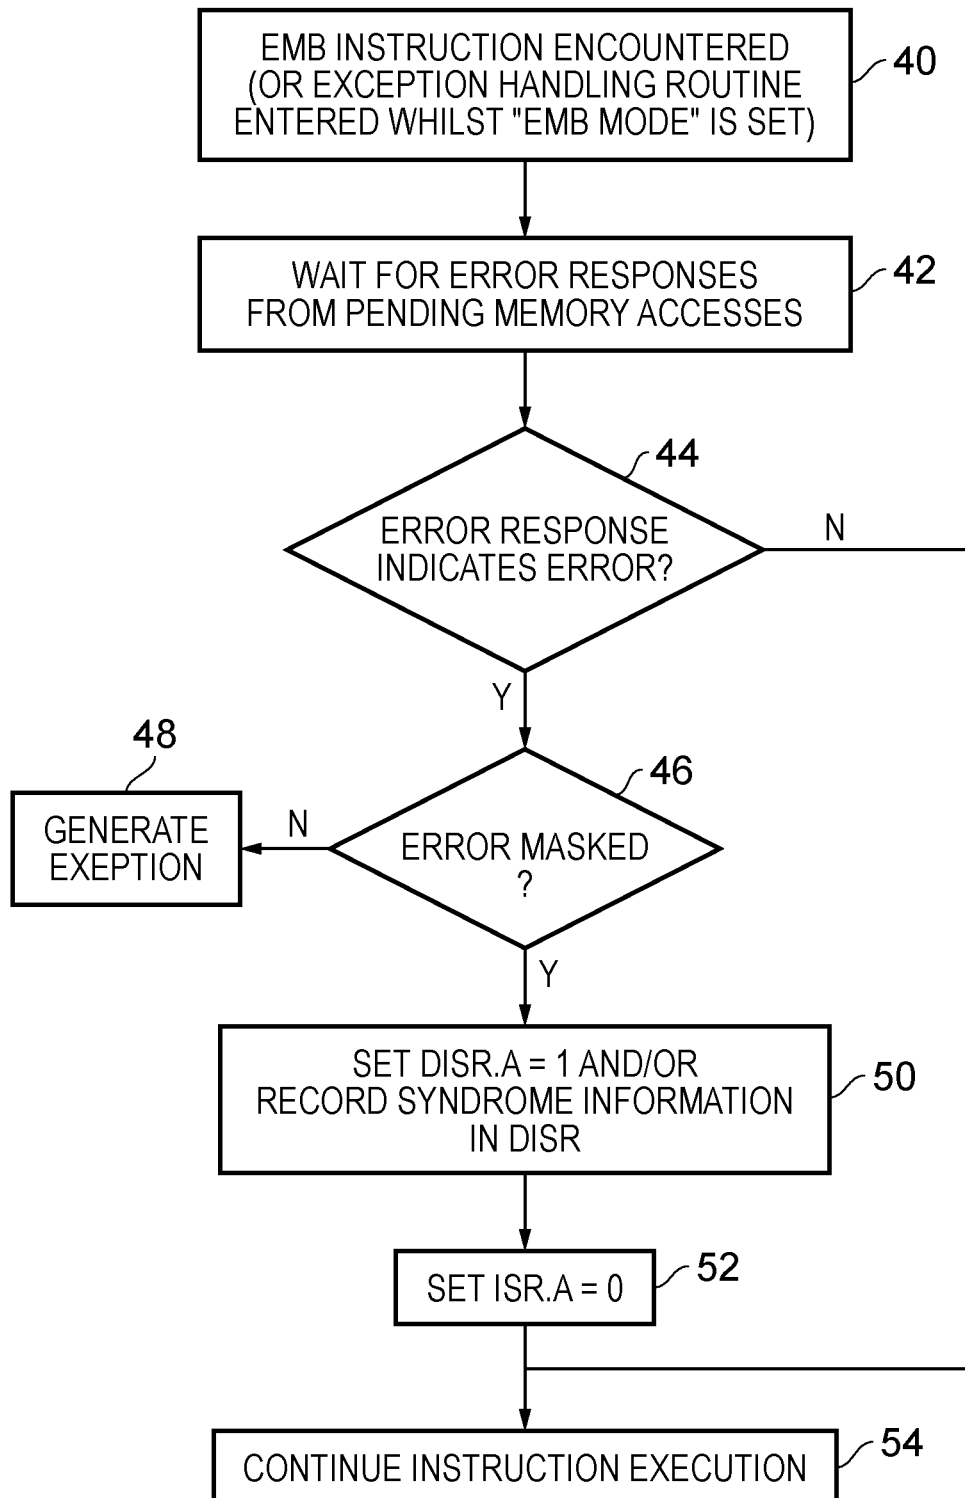 EMB INSTRUCTION ENCOUNTERED
(OR EXCEPTION HANDLING ROUTINE
ENTERED WHILST "EMB MODE" IS SET)
40
WAIT FOR ERROR RESPONSES
FROM PENDING MEMORY ACCESSES
42
44
ERROR RESPONSE
INDICATES ERROR?
N
Y
48
46
GENERATE
EXEPTION
N
ERROR MASKED
?
Y
SET DISR.A = 1 AND/OR
RECORD SYNDROME INFORMATION
IN DISR
50
SET ISR.A = 0
52
CONTINUE INSTRUCTION EXECUTION
54